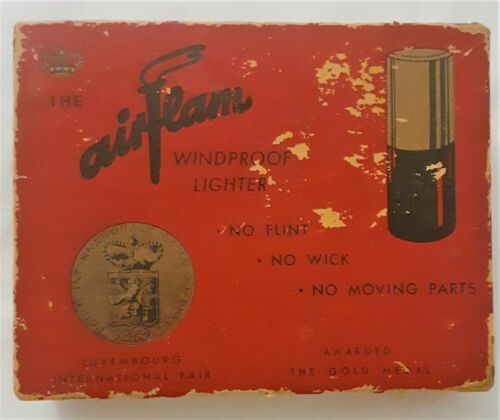 THE
airflam
WINDPROOF
LIGHTER
• NO FLINT
• NO WICK
• NO MOVING PARTS
LUXEMBOURG
INTERNATIONAL FAIR
AWARDED
THE GOLD MEDAL